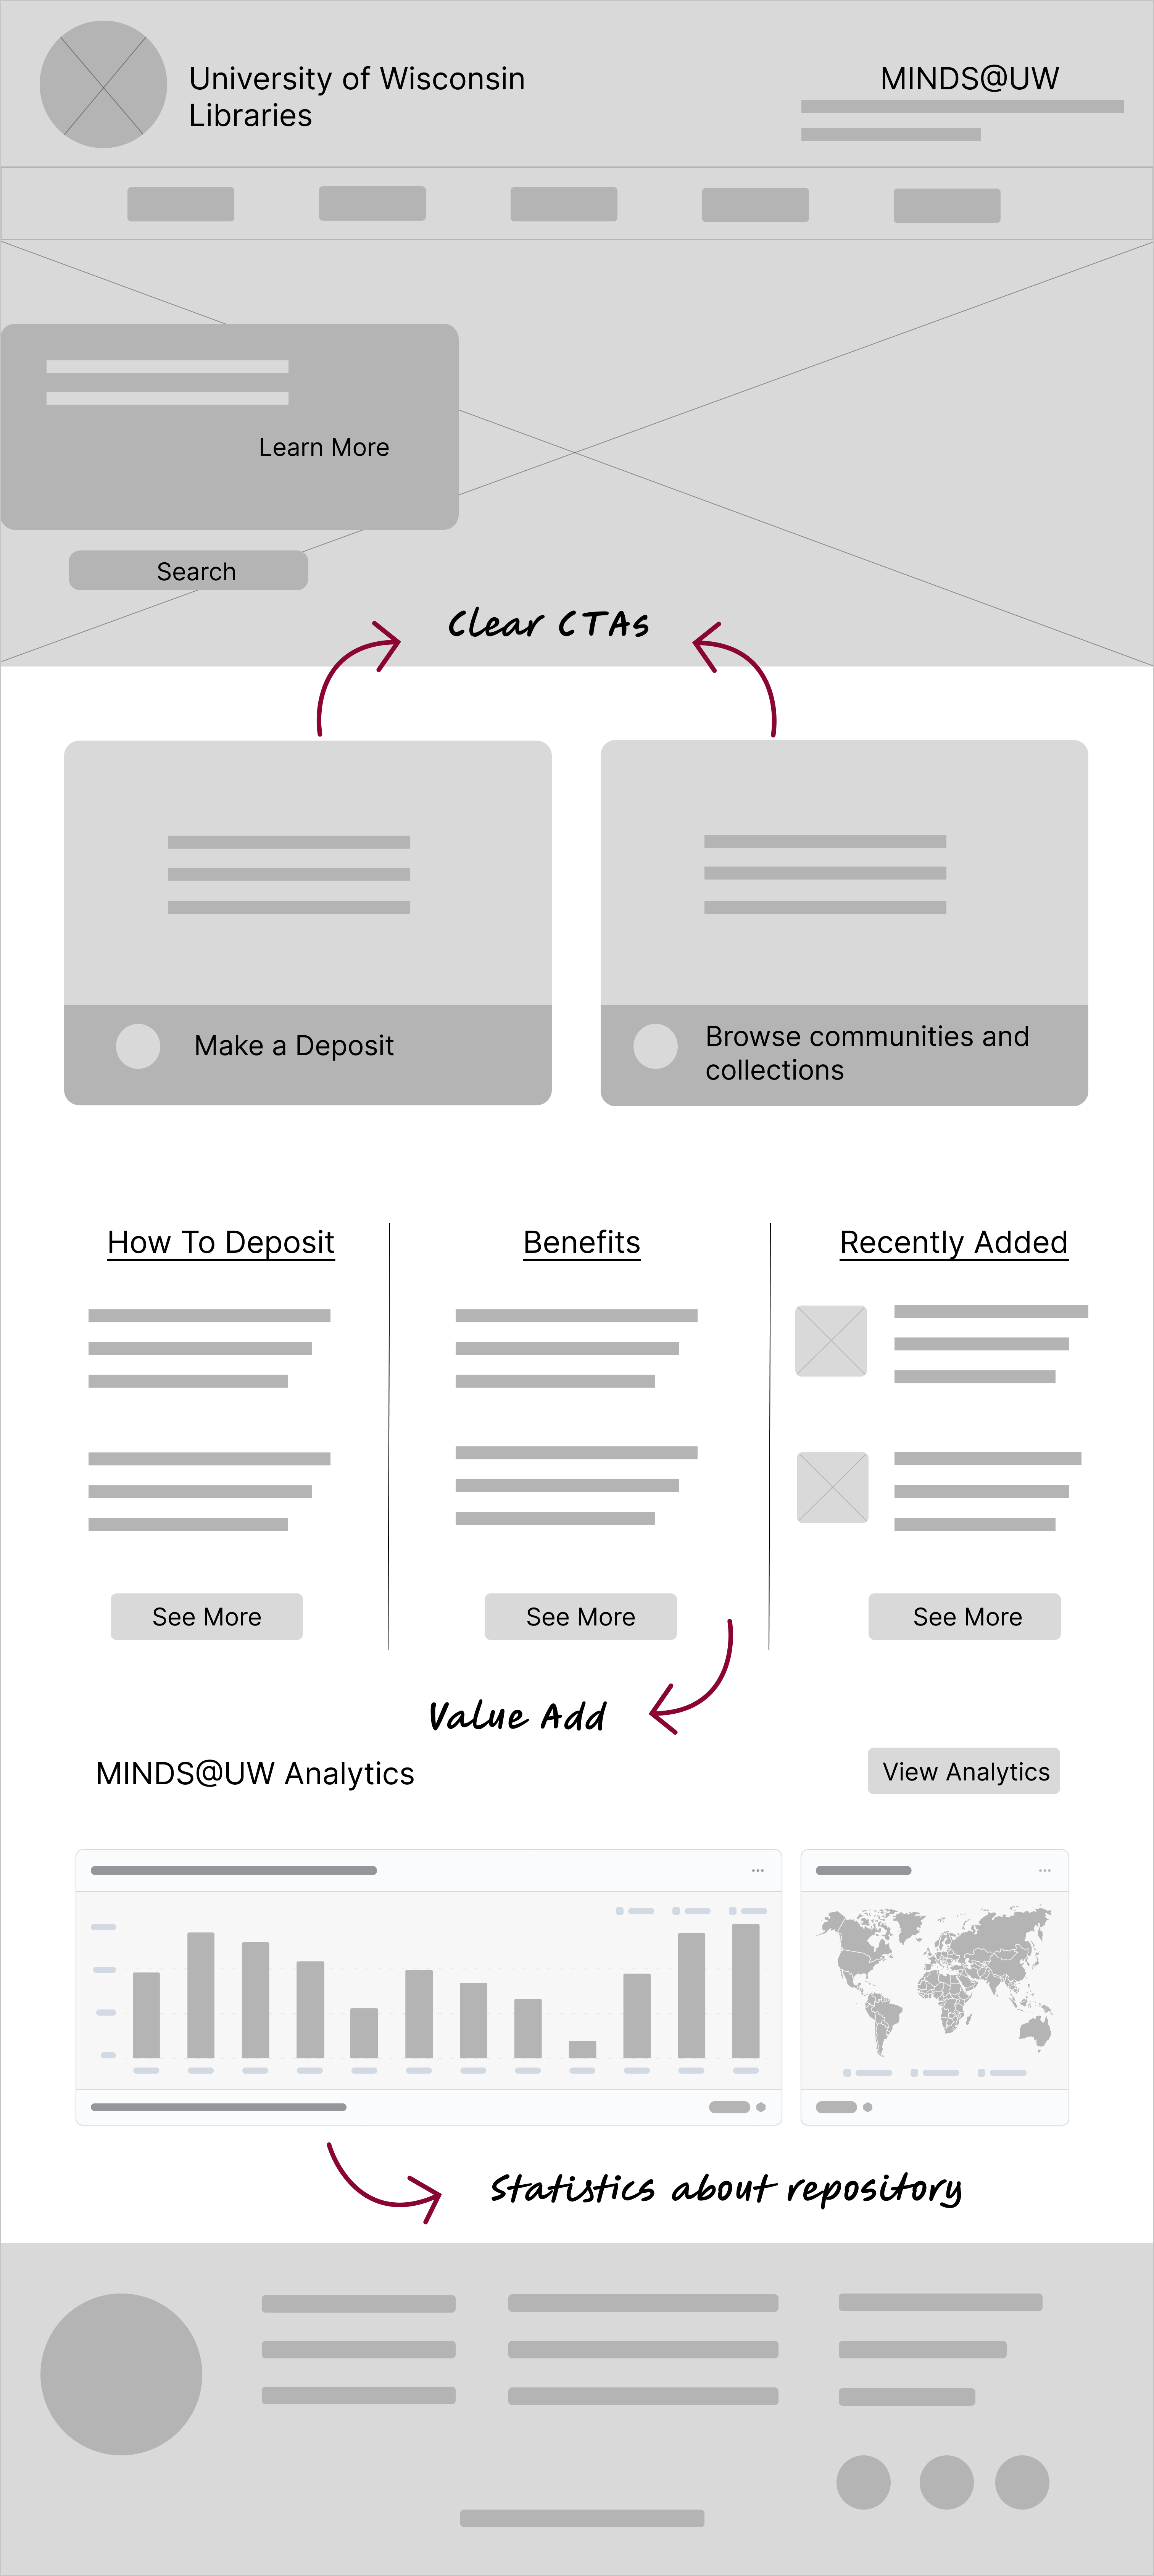 University of Wisconsin
Libraries
MINDS@UW
Learn More
Search
Clear CTAs
Make a Deposit
Browse communities and
collections
How To Deposit
Benefits
Recently Added
See More
See More
See More
Value Add
MINDS@UW Analytics
View Analytics
Statistics about repository